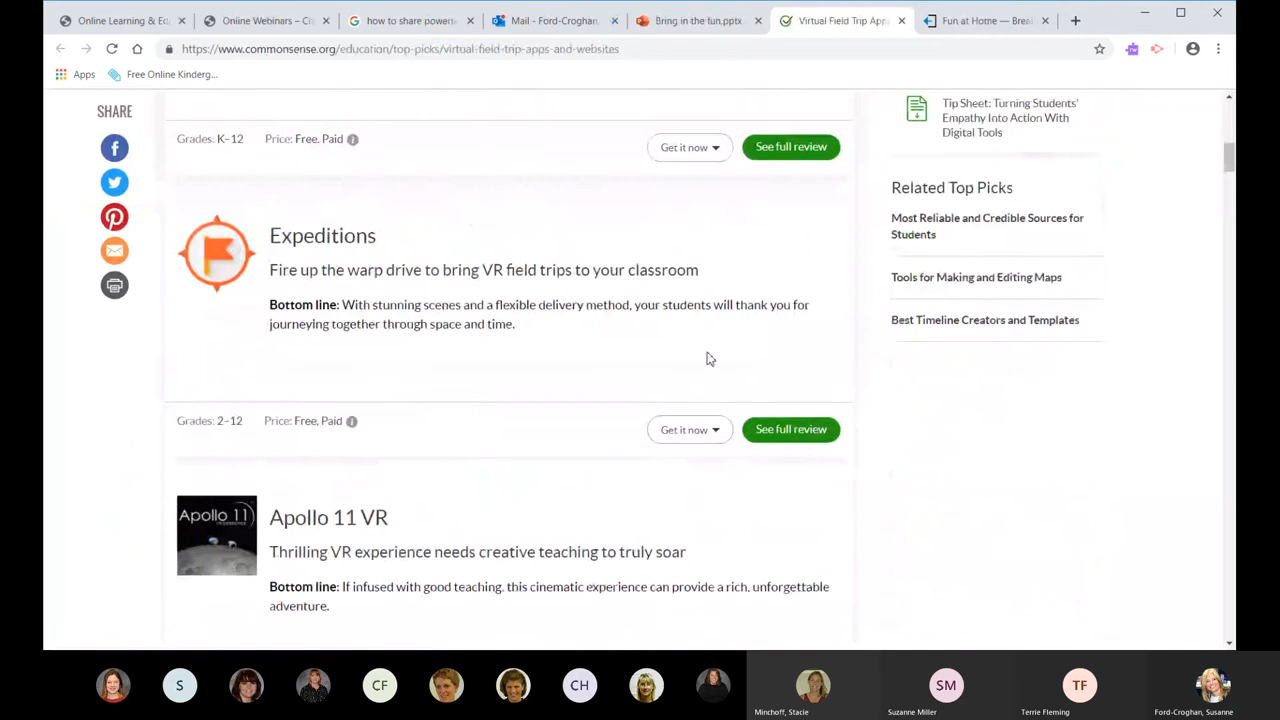 Online Learning & Ed
Online Webinars – Ch
how to share powerp
Mail - Ford-Croghan,
Bring in the fun.pptx
Virtual Field Trip App
Fun at Home — Brea
https://www.commonsense.org/education/top-picks/virtual-field-trip-apps-and-websites
Apps
Free Online Kinderg...
SHARE
Grades: K–12
Price: Free, Paid
Get it now
See full review
Expeditions
Fire up the warp drive to bring VR field trips to your classroom
Bottom line: With stunning scenes and a flexible delivery method, your students will thank you for
journeying together through space and time.
Grades: 2–12
Price: Free, Paid
Get it now
See full review
Apollo 11
Apollo 11 VR
Thrilling VR experience needs creative teaching to truly soar
Bottom line: If infused with good teaching, this cinematic experience can provide a rich, unforgettable
adventure.
Tip Sheet: Turning Students'
Empathy Into Action With
Digital Tools
Related Top Picks
Most Reliable and Credible Sources for
Students
Tools for Making and Editing Maps
Best Timeline Creators and Templates
S
CF
CH
SM
TF
Minchoff, Stacie
Suzanne Miller
Terrie Fleming
Ford-Croghan, Susanne